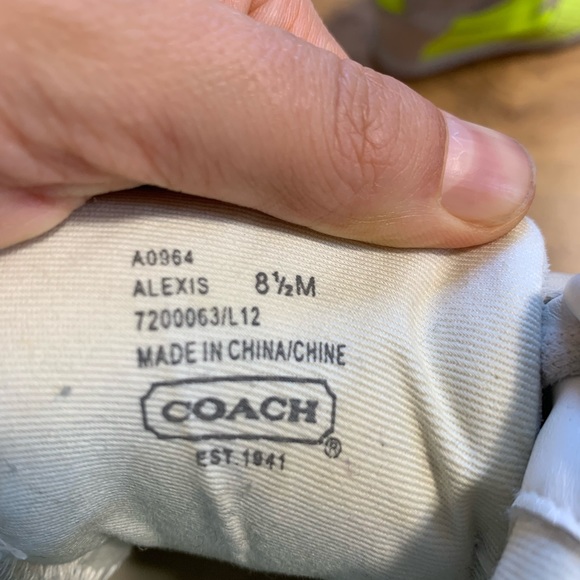 A0964
ALEXIS 8½M
7200063/L12
MADE IN CHINA/CHINE
COACH®
EST.1941